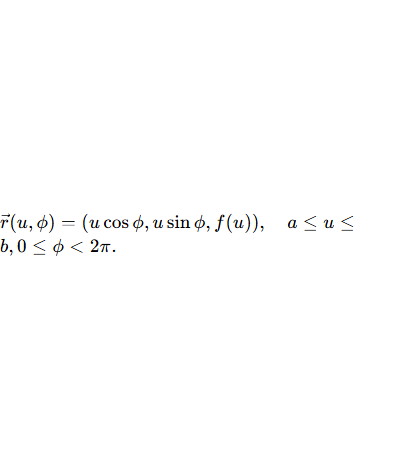 r⃗(u, ϕ) = (u cos ϕ, u sin ϕ, f(u)), a ≤ u ≤
b, 0 ≤ ϕ < 2π.